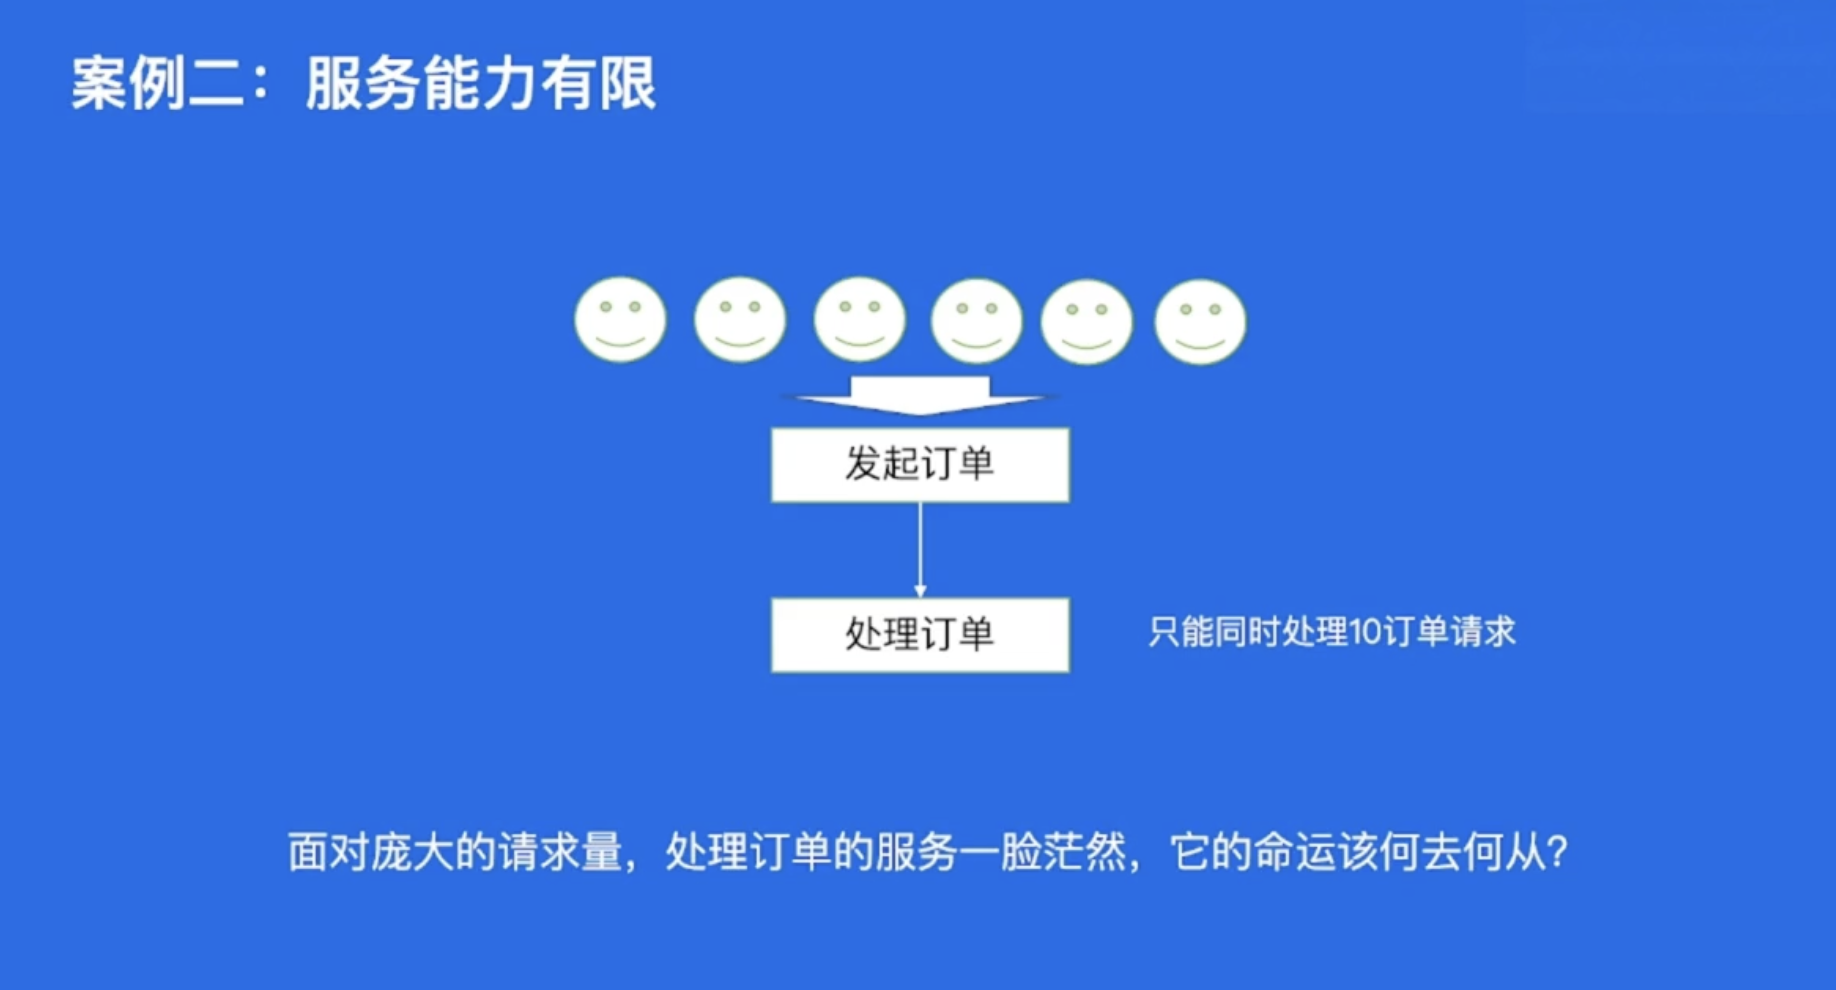 案例二：服务能力有限
发起订单
处理订单
只能同时处理10订单请求
面对庞大的请求量，处理订单的服务一脸茫然，它的命运该何去何从？